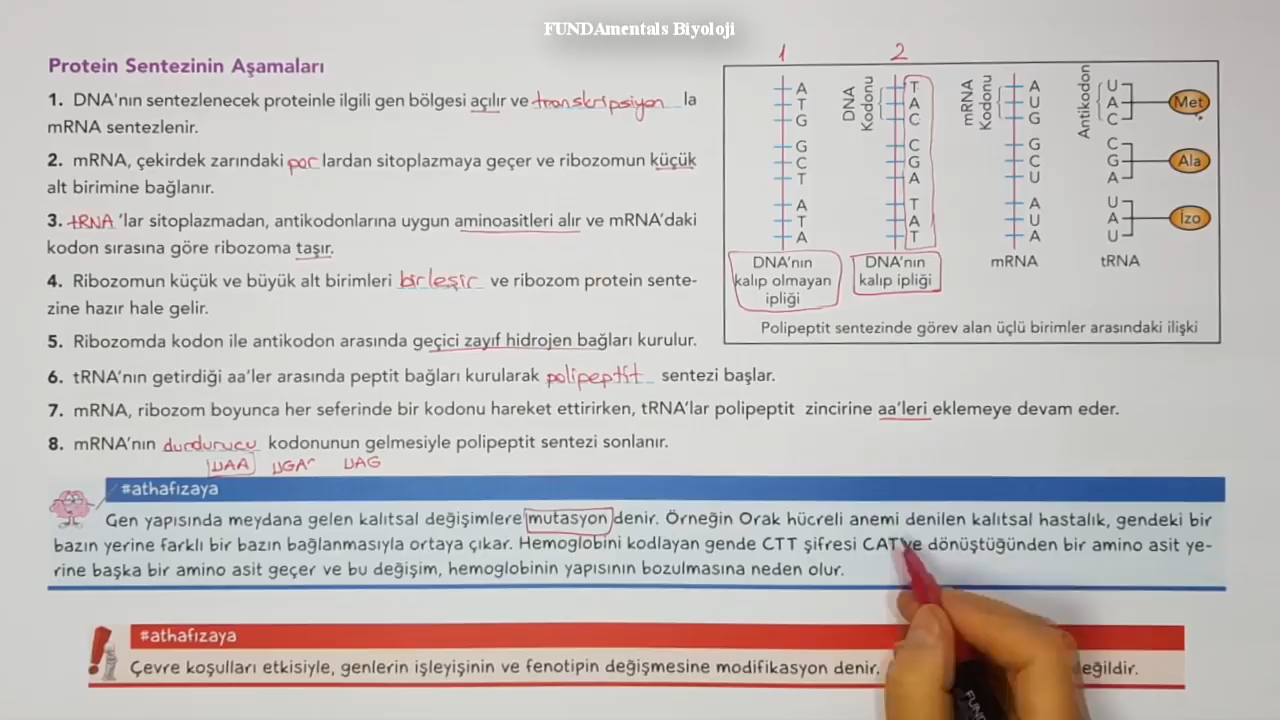 FUNDAmentals Biyoloji
Protein Sentezinin Aşamaları
1. DNA'nın sentezlenecek proteinle ilgili gen bölgesi açılır ve transkripsiyon la
mRNA sentezlenir.
2. mRNA, çekirdek zarındaki por lardan sitoplazmaya geçer ve ribozomun küçük
alt birimine bağlanır.
3. tRNA 'lar sitoplazmadan, antikodonlarına uygun aminoasitleri alır ve mRNA'daki
kodon sırasına göre ribozoma taşır.
4. Ribozomun küçük ve büyük alt birimleri birleşir ve ribozom protein sente-
zine hazır hale gelir.
5. Ribozomda kodon ile antikodon arasında geçici zayıf hidrojen bağları kurulur.
6. tRNA'nın getirdiği aa'ler arasında peptit bağları kurularak polipeptit sentezi başlar.
7. mRNA, ribozom boyunca her seferinde bir kodonu hareket ettirirken, tRNA'lar polipeptit zincirine aa'leri eklemeye devam eder.
8. mRNA'nın durdurucu kodonunun gelmesiyle polipeptit sentezi sonlanır.
UAA UGA UAG
1 2
DNA Kodonu
mRNA Kodonu
Antikodon
A T A U Met
T A U A
G C G C
G C G C Ala
C G C G
T A U A
A T A U İzo
T A U A
A T A U
DNA'nın kalıp olmayan ipliği
DNA'nın kalıp ipliği
mRNA
tRNA
Polipeptit sentezinde görev alan üçlü birimler arasındaki ilişki
#athafızaya
Gen yapısında meydana gelen kalıtsal değişimlere mutasyon denir. Örneğin Orak hücreli anemi denilen kalıtsal hastalık, gendeki bir
bazın yerine farklı bir bazın bağlanmasıyla ortaya çıkar. Hemoglobini kodlayan gende CTT şifresi CAT'ye dönüştüğünden bir amino asit ye-
rine başka bir amino asit geçer ve bu değişim, hemoglobinin yapısının bozulmasına neden olur.
#athafızaya
Çevre koşulları etkisiyle, genlerin işleyişinin ve fenotipin değişmesine modifikasyon denir. değildir.
FUN